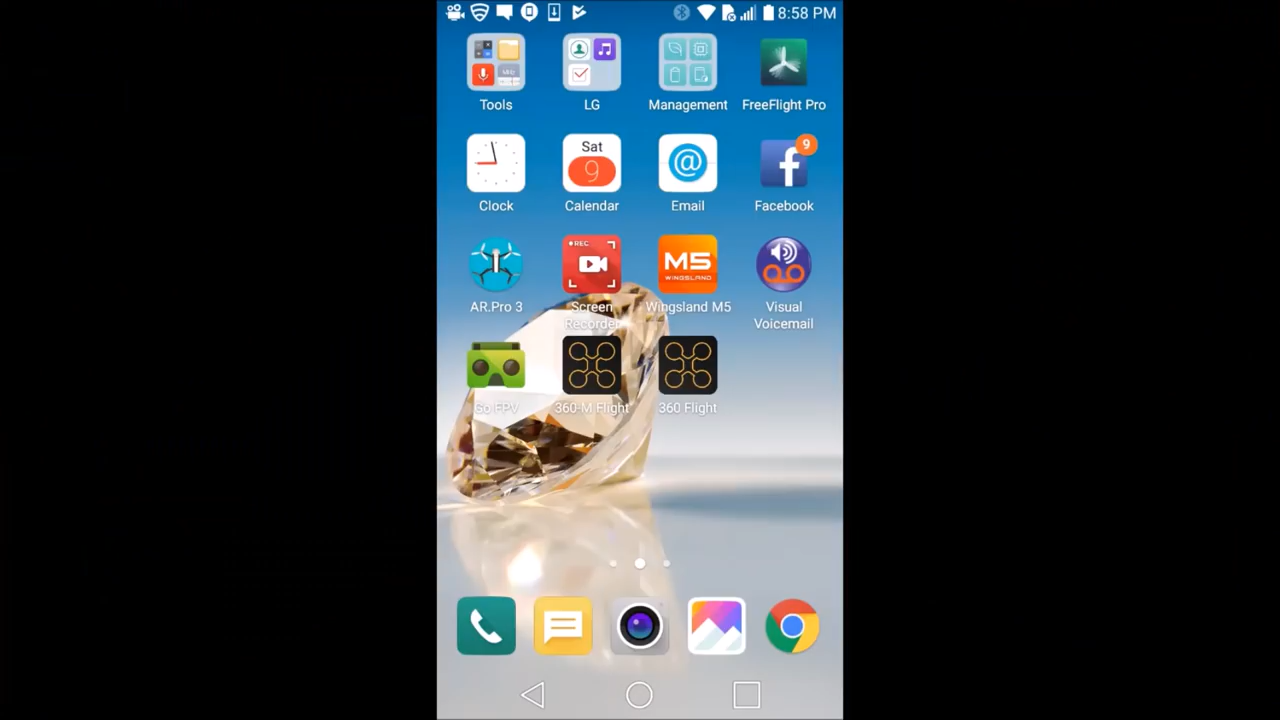 8:58 PM
Tools
LG
Management
FreeFlight Pro
Sat
9
9
Clock
Calendar
Email
Facebook
REC
M5
WINGSLAND
AR.Pro 3
Screen
Recorder
Wingsland M5
Visual
Voicemail
Go FPV
360-M Flight
360 Flight